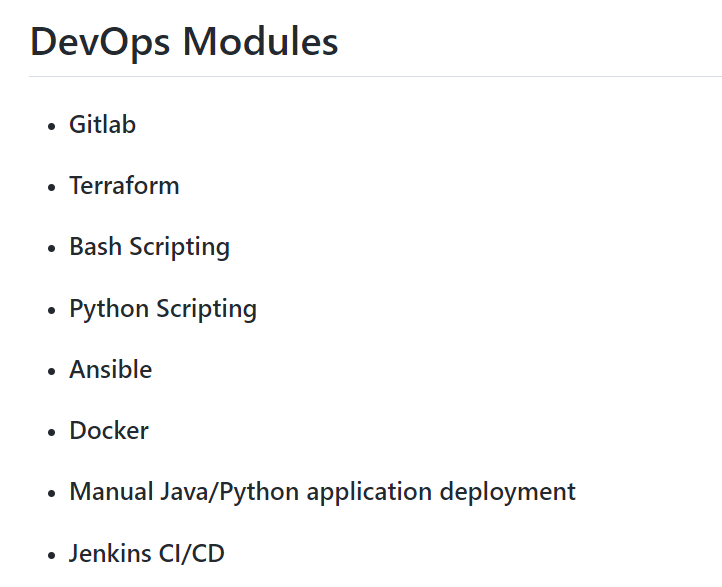 DevOps Modules
Gitlab
Terraform
Bash Scripting
Python Scripting
Ansible
Docker
Manual Java/Python application deployment
Jenkins CI/CD